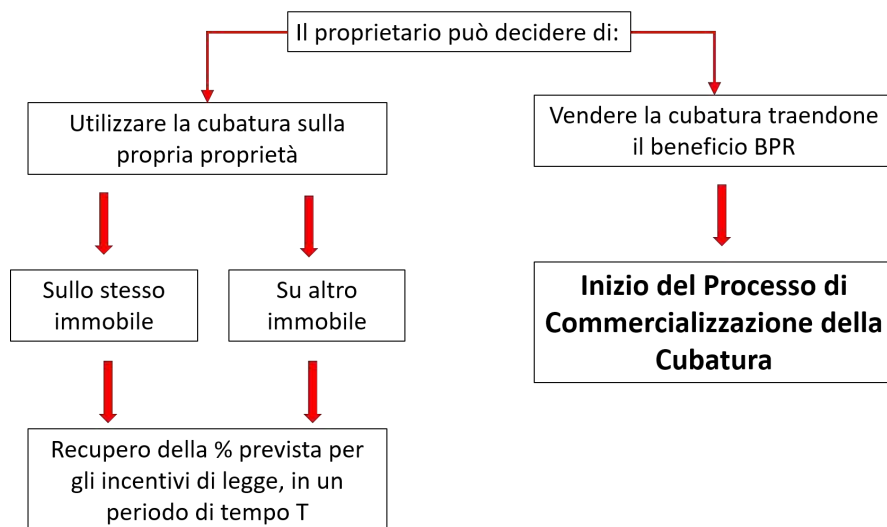 Il proprietario può decidere di:
Utilizzare la cubatura sulla
propria proprietà
Vendere la cubatura traendone
il beneficio BPR
Sullo stesso
immobile
Su altro
immobile
Inizio del Processo di
Commercializzazione della
Cubatura
Recupero della % prevista per
gli incentivi di legge, in un
periodo di tempo T